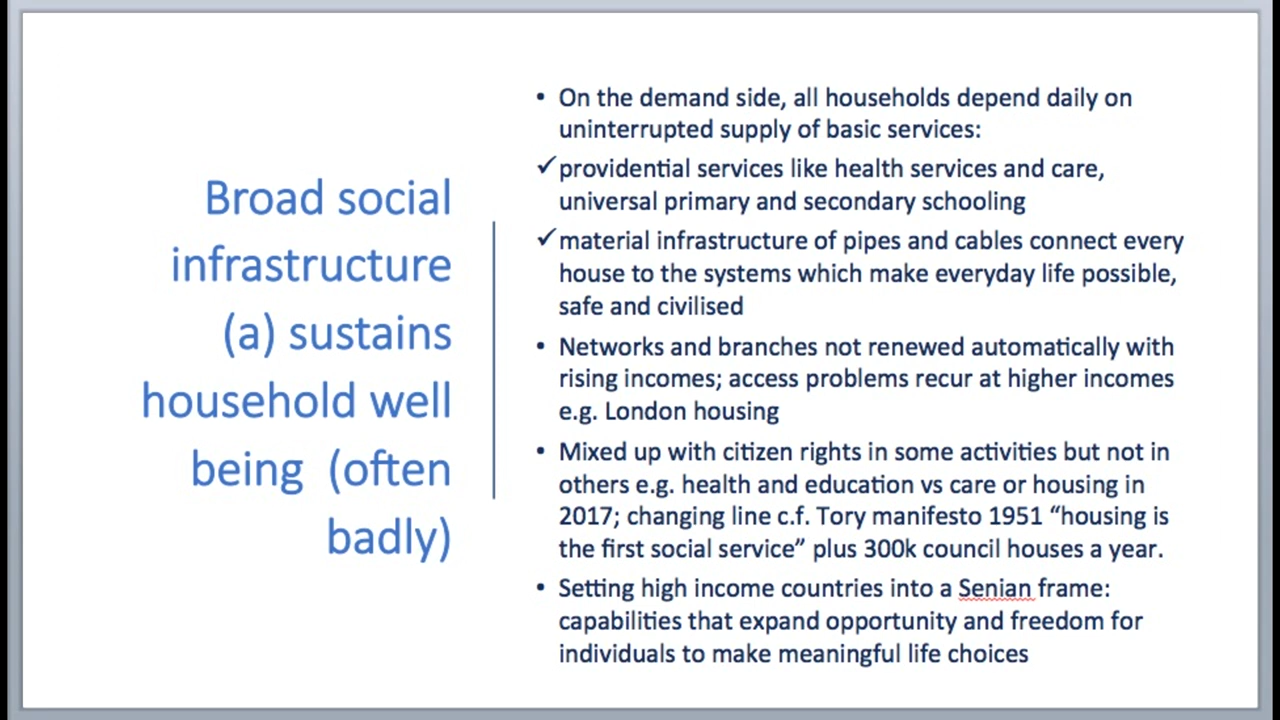 Broad social
infrastructure
(a) sustains
household well
being (often
badly)
• On the demand side, all households depend daily on
uninterrupted supply of basic services:
✓providential services like health services and care,
universal primary and secondary schooling
✓material infrastructure of pipes and cables connect every
house to the systems which make everyday life possible,
safe and civilised
• Networks and branches not renewed automatically with
rising incomes; access problems recur at higher incomes
e.g. London housing
• Mixed up with citizen rights in some activities but not in
others e.g. health and education vs care or housing in
2017; changing line c.f. Tory manifesto 1951 “housing is
the first social service” plus 300k council houses a year.
• Setting high income countries into a Senian frame:
capabilities that expand opportunity and freedom for
individuals to make meaningful life choices